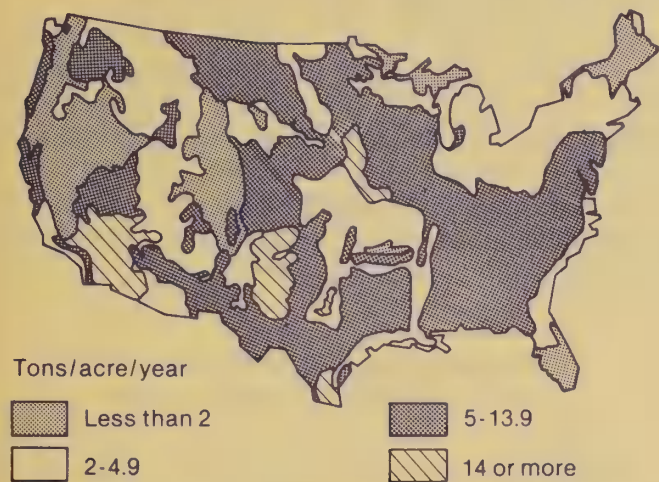 Tons/acre/year
Less than 2
5-13.9
2-4.9
14 or more